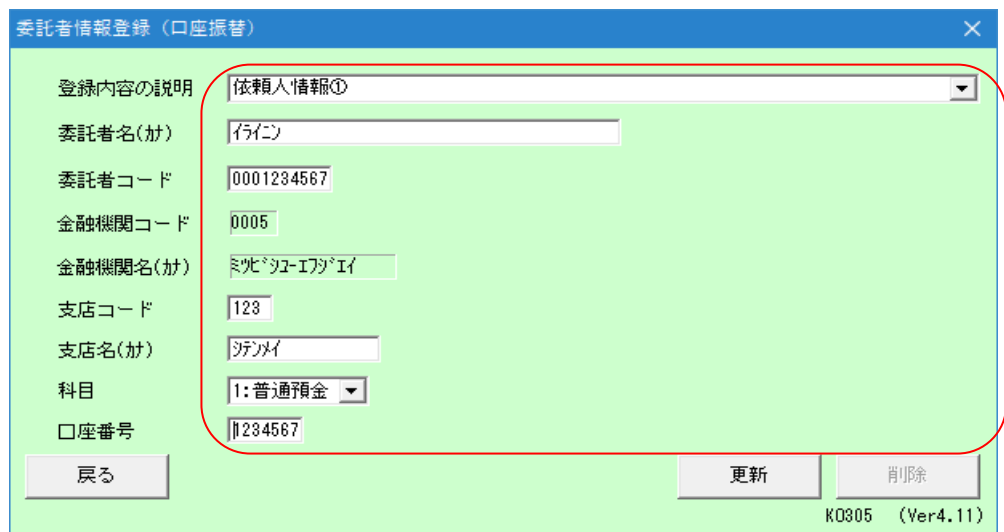 委託者情報登録（口座振替）
登録内容の説明 依頼人情報①
委託者名(ｶﾅ) ｲﾗｲﾆﾝ
委託者コード 0001234567
金融機関コード 0005
金融機関名(ｶﾅ) ﾐﾂﾋﾞｼﾕｰｴﾌｼﾞｴｲ
支店コード 123
支店名(ｶﾅ) ｼﾃﾝﾒｲ
科目 1:普通預金
口座番号 1234567
戻る 更新 削除
KO305 (Ver4.11)